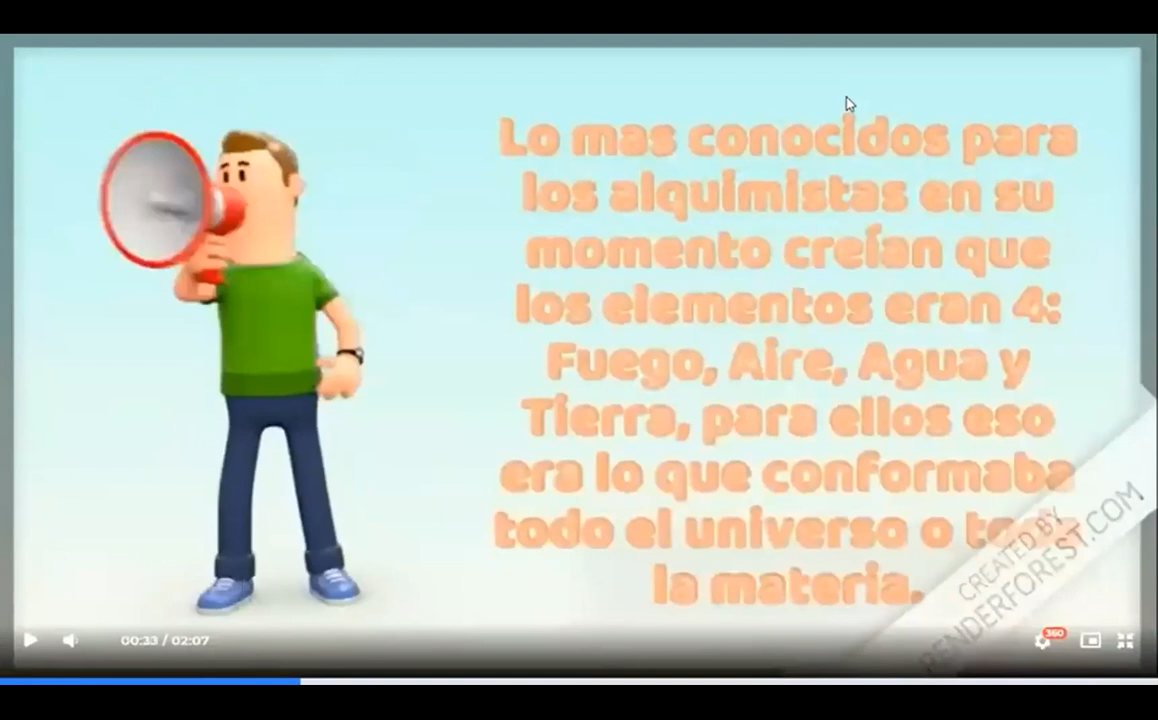 Lo mas conocidos para
los alquimistas en su
momento creían que
los elementos eran 4:
Fuego, Aire, Agua y
Tierra, para ellos eso
era lo que conformaba
todo el universo o
la materia.
CREATED BY
RENDERFOREST.COM
00:33 / 02:07
360